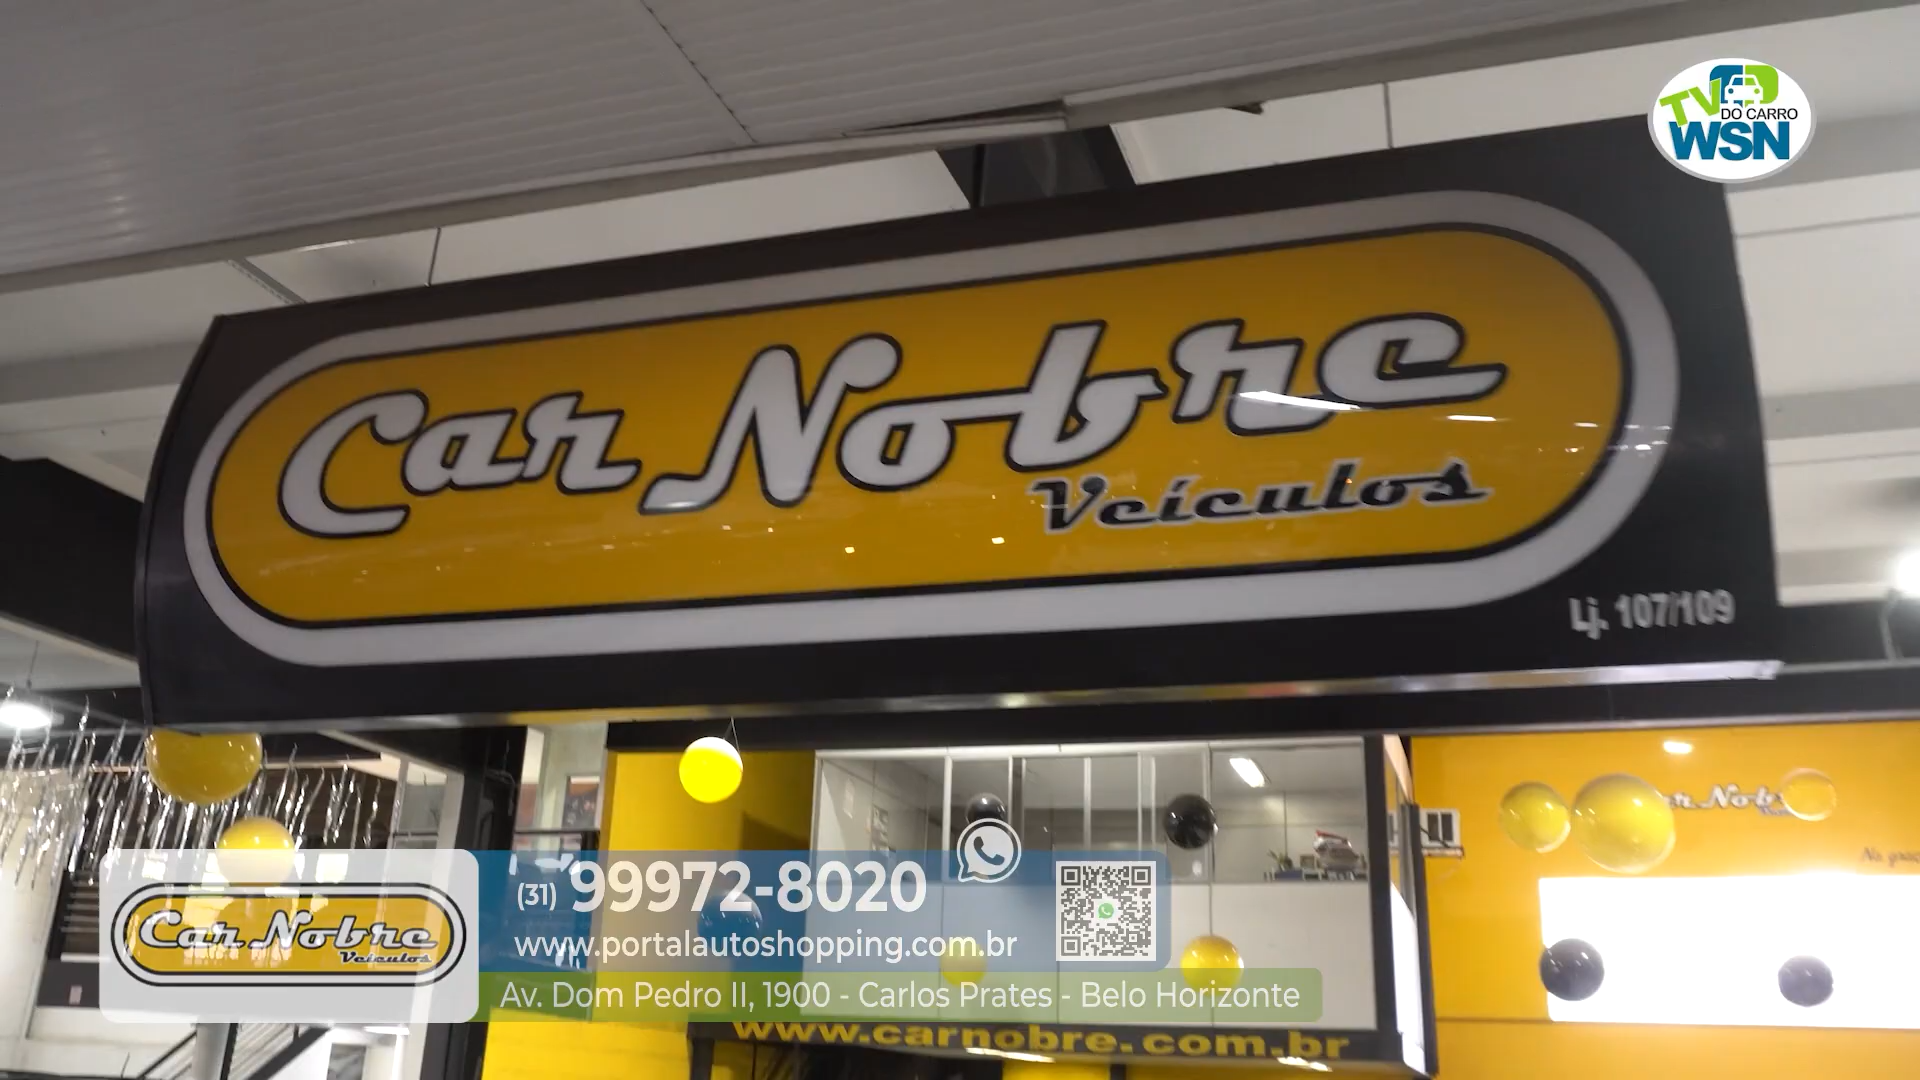 TV
DO CARRO
WSN
Car Nobre
Veículos
Lj. 107/109
(31) 99972-8020
www.portalautoshopping.com.br
Car Nobre
Veículos
Av. Dom Pedro II, 1900 - Carlos Prates - Belo Horizonte
www.carnobre.com.br